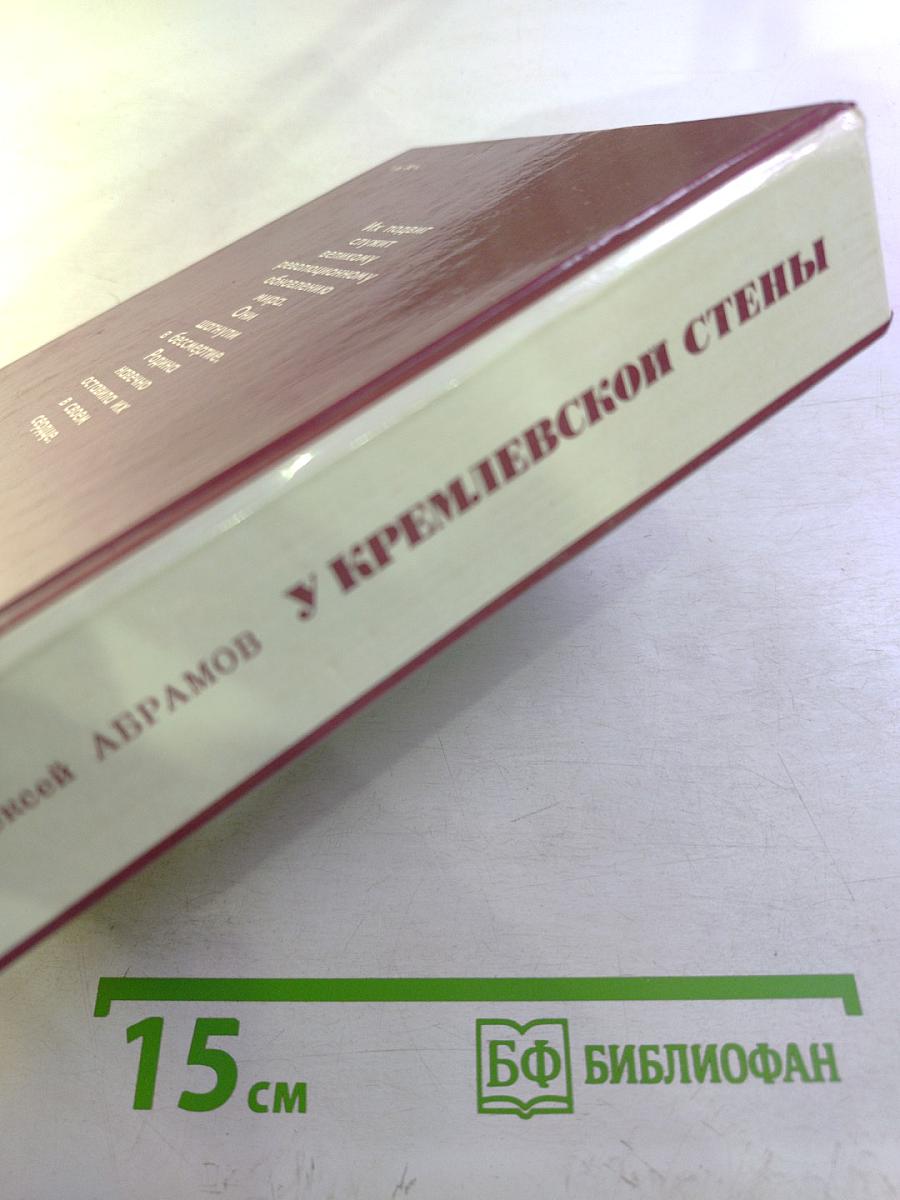 Их подвиг
служит
великому
революционному
обновлению
мира. Они
шагнули
в бессмертие.
Родина
навечно
оставила их
в своем
сердце.
У КРЕМЛЕВСКОЙ СТЕНЫ
АБРАМОВ
15 см
БФ БИБЛИОФАН